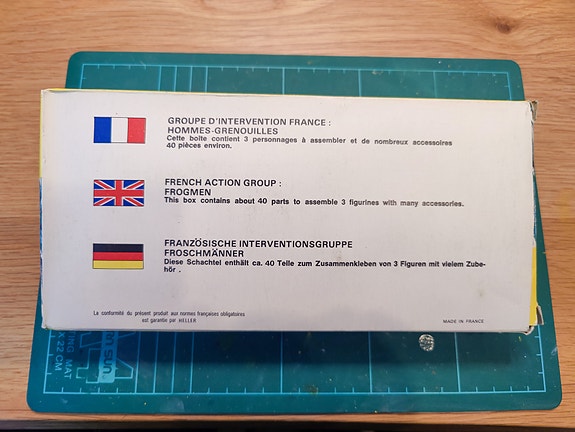 GROUPE D'INTERVENTION FRANCE :
HOMMES-GRENOUILLES
Cette boîte contient 3 personnages à assembler et de nombreux accessoires
40 pièces environ.
FRENCH ACTION GROUP :
FROGMEN
This box contains about 40 parts to assemble 3 figurines with many accessories.
FRANZÖSISCHE INTERVENTIONSGRUPPE
FROSCHMÄNNER
Diese Schachtel enthält ca. 40 Teile zum Zusammenkleben von 3 Figuren mit vielem Zube-
hör .
La conformité du présent produit aux normes françaises obligatoires
est garantie par HELLER
MADE IN FRANCE
22 CM